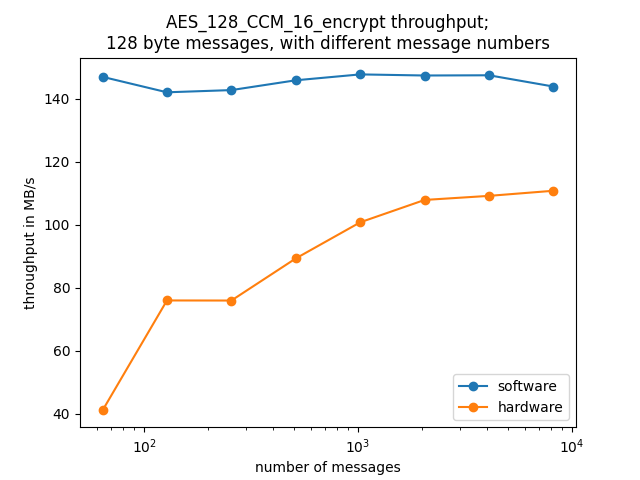 AES_128_CCM_16_encrypt throughput;
128 byte messages, with different message numbers
throughput in MB/s
140
120
100
80
60
40
software
hardware
10²
10³
10⁴
number of messages